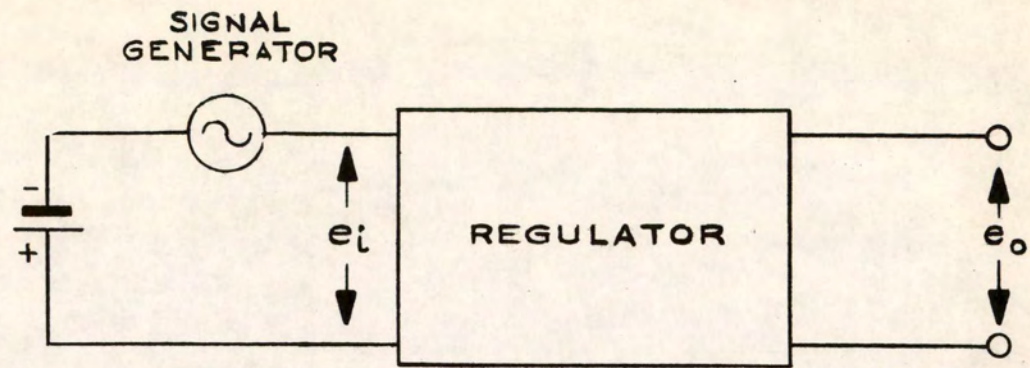 SIGNAL
GENERATOR
-
+
ei
REGULATOR
eo